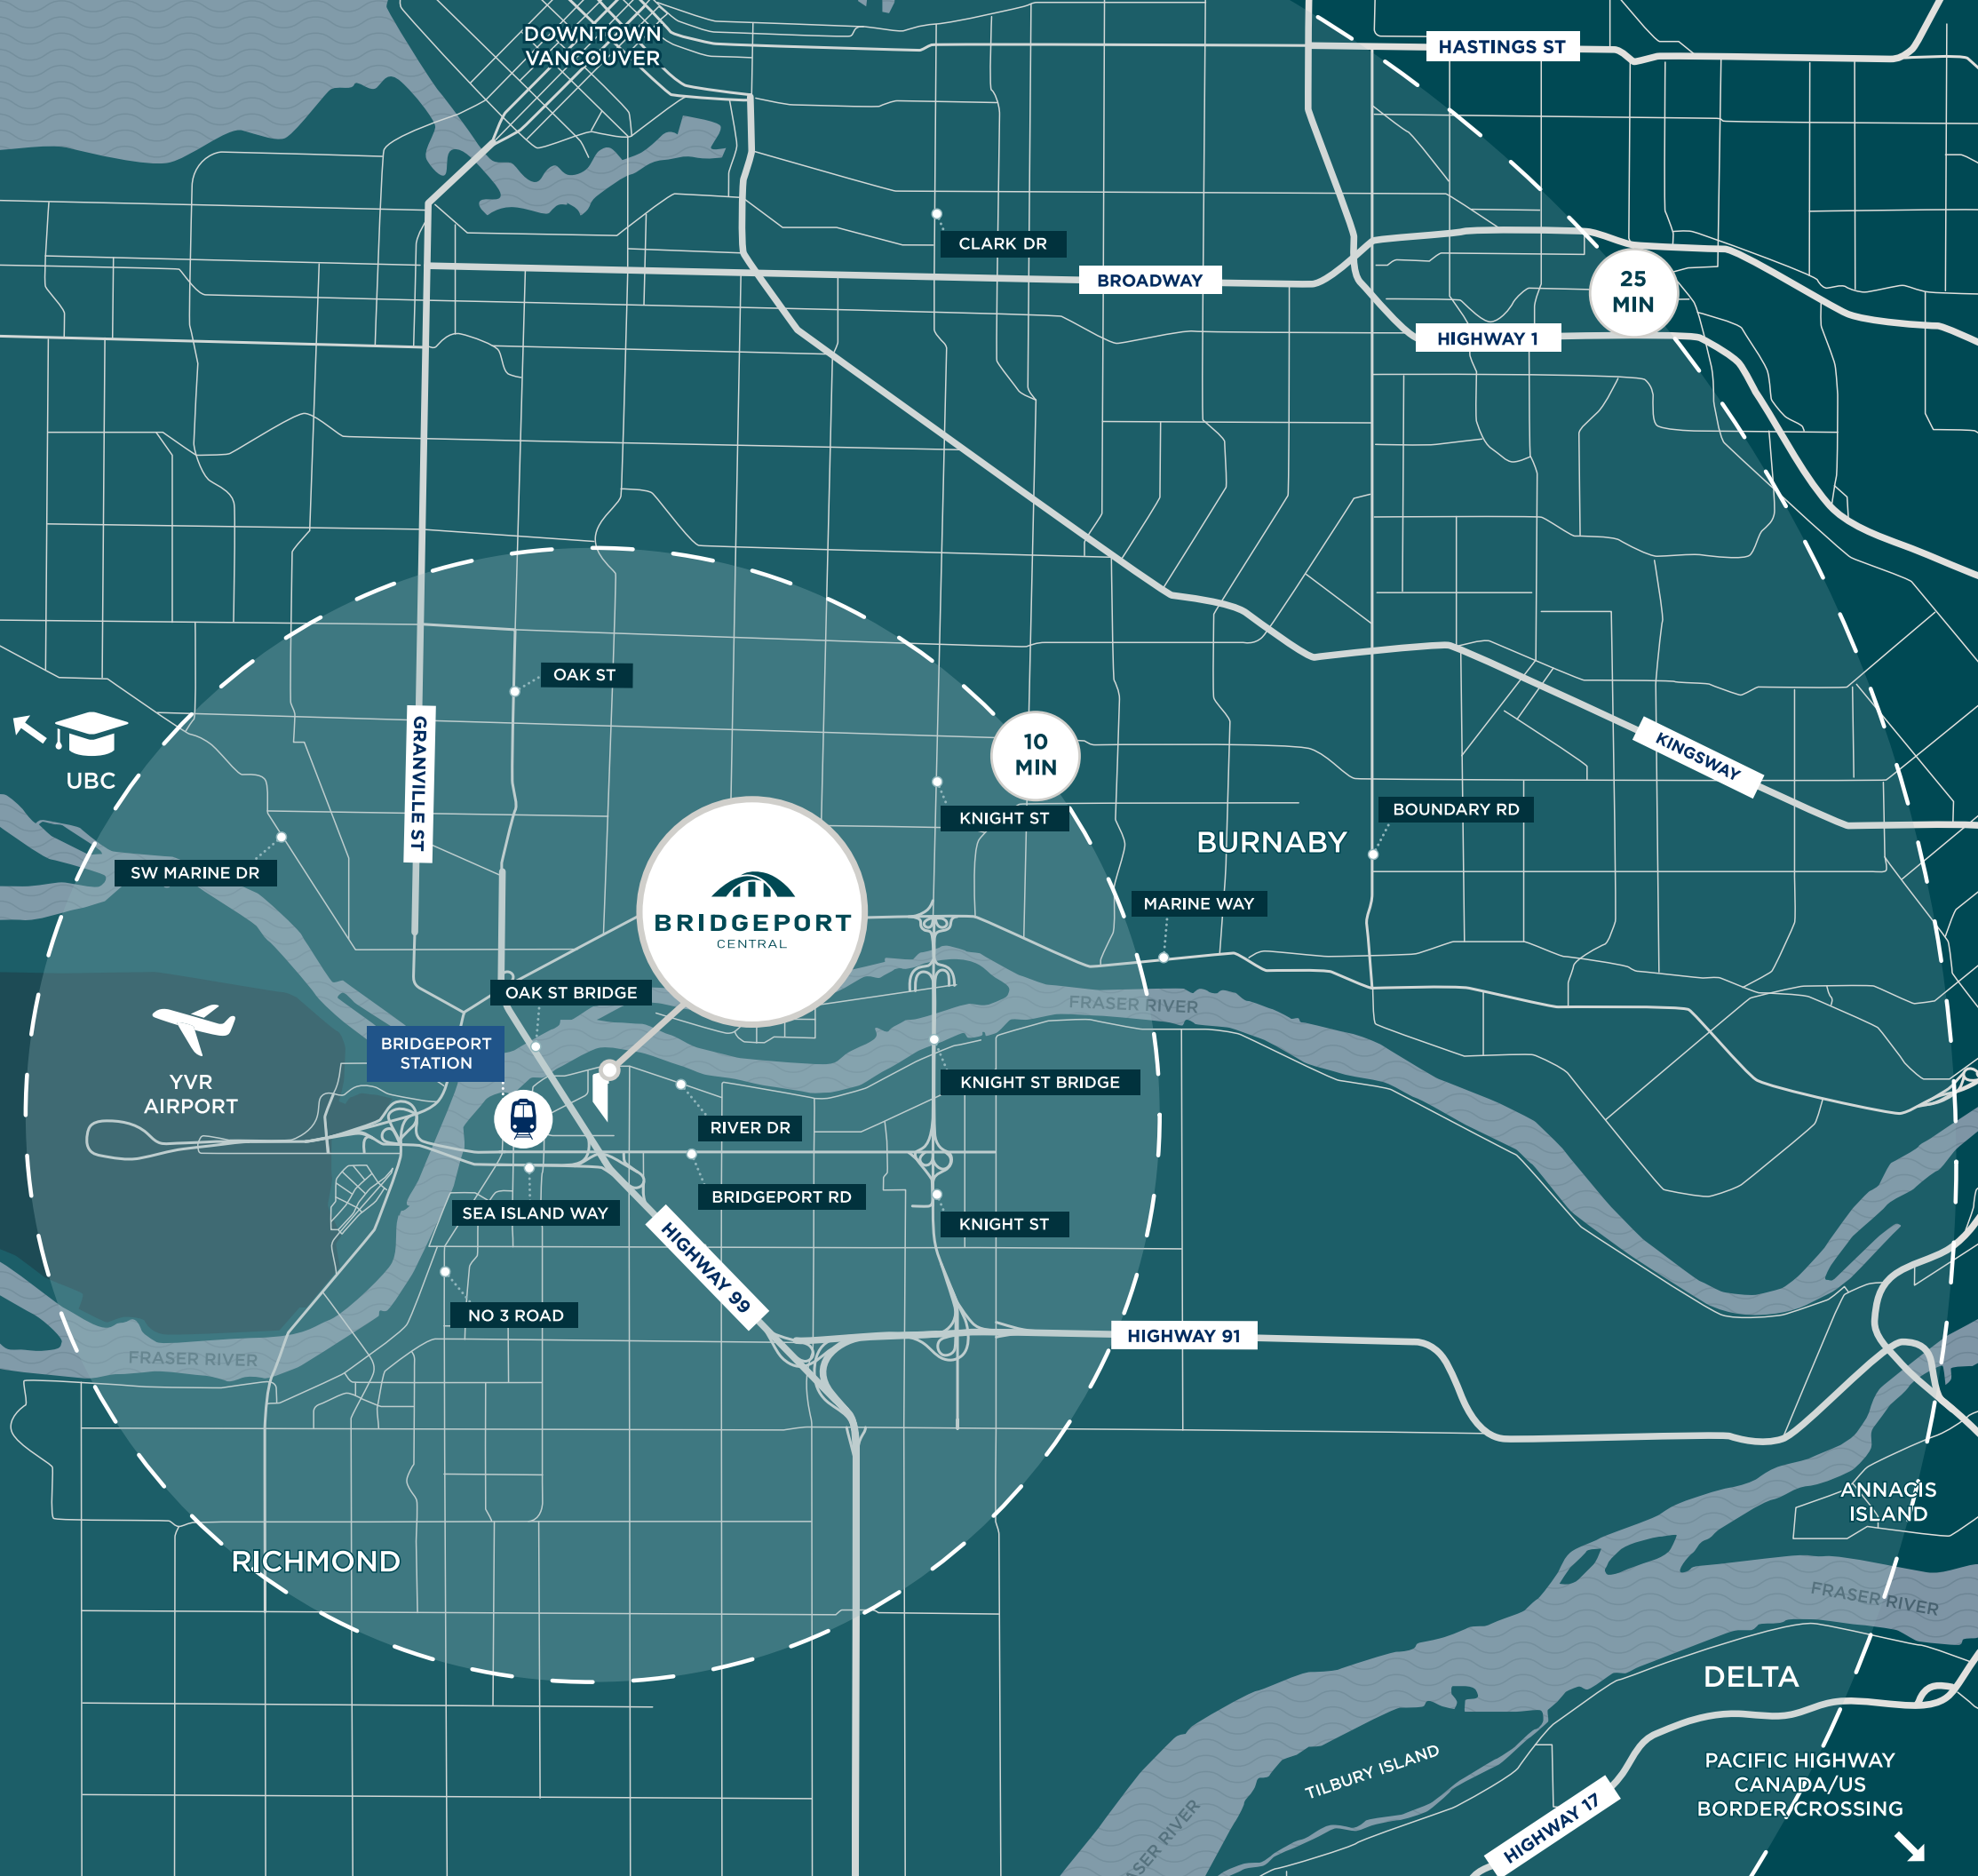 DOWNTOWN
VANCOUVER
HASTINGS ST
CLARK DR
BROADWAY
25
MIN
HIGHWAY 1
OAK ST
GRANVILLE ST
UBC
10
MIN
KINGSWAY
KNIGHT ST
BOUNDARY RD
BURNABY
SW MARINE DR
BRIDGEPORT
CENTRAL
MARINE WAY
OAK ST BRIDGE
FRASER RIVER
BRIDGEPORT
STATION
YVR
AIRPORT
KNIGHT ST BRIDGE
RIVER DR
BRIDGEPORT RD
SEA ISLAND WAY
KNIGHT ST
HIGHWAY 99
NO 3 ROAD
HIGHWAY 91
FRASER RIVER
ANNACIS
ISLAND
RICHMOND
FRASER RIVER
DELTA
TILBURY ISLAND
PACIFIC HIGHWAY
CANADA/US
BORDER CROSSING
HIGHWAY 17
RIVER